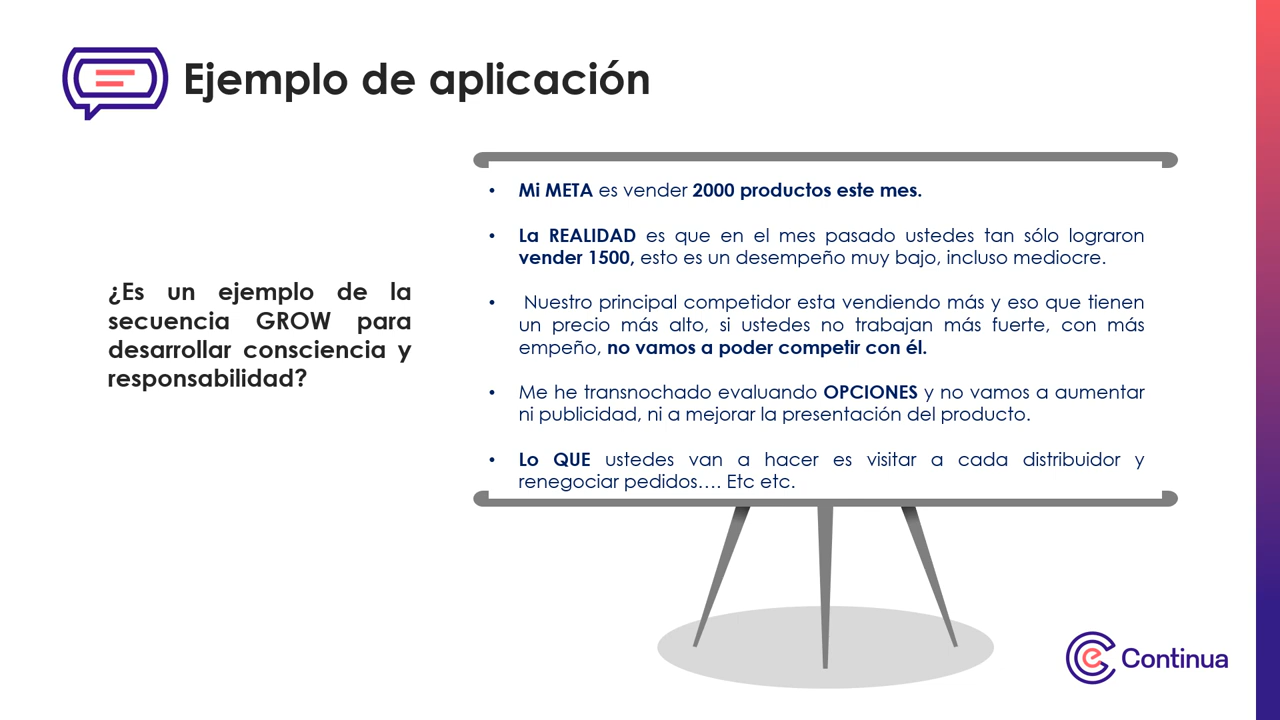 Ejemplo de aplicación
¿Es un ejemplo de la
secuencia GROW para
desarrollar consciencia y
responsabilidad?
• Mi META es vender 2000 productos este mes.
• La REALIDAD es que en el mes pasado ustedes tan sólo lograron
vender 1500, esto es un desempeño muy bajo, incluso mediocre.
• Nuestro principal competidor esta vendiendo más y eso que tienen
un precio más alto, si ustedes no trabajan más fuerte, con más
empeño, no vamos a poder competir con él.
• Me he transnochado evaluando OPCIONES y no vamos a aumentar
ni publicidad, ni a mejorar la presentación del producto.
• Lo QUE ustedes van a hacer es visitar a cada distribuidor y
renegociar pedidos…. Etc etc.
Continua